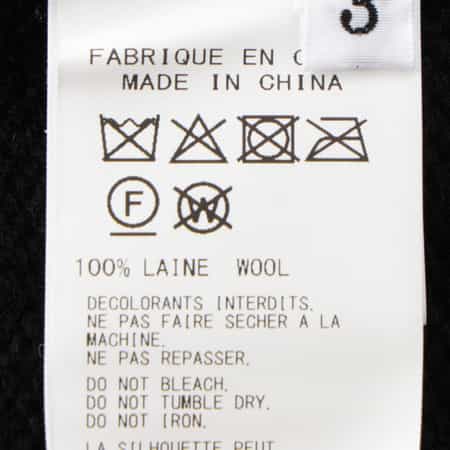 3
FABRIQUE EN
MADE IN CHINA
F W
100% LAINE WOOL
DECOLORANTS INTERDITS.
NE PAS FAIRE SECHER A LA
MACHINE.
NE PAS REPASSER.
DO NOT BLEACH.
DO NOT TUMBLE DRY.
DO NOT IRON.
LA SILHOUETTE PEUT